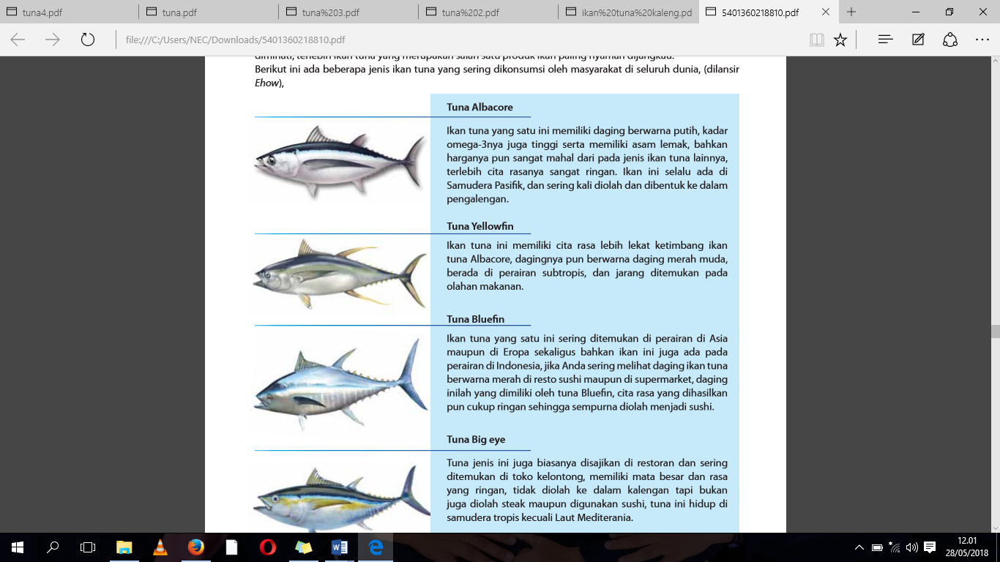 tuna4.pdf
tuna.pdf
tuna%203.pdf
tuna%202.pdf
ikan%20tuna%20kaleng.pd
5401360218810.pdf
file:///C:/Users/NEC/Downloads/5401360218810.pdf
diminati, terlebih ikan tuna yang merupakan salah satu produk ikan paling nyaman dijangkau.
Berikut ini ada beberapa jenis ikan tuna yang sering dikonsumsi oleh masyarakat di seluruh dunia, (dilansir
Ehow),
Tuna Albacore
Ikan tuna yang satu ini memiliki daging berwarna putih, kadar
omega-3nya juga tinggi serta memiliki asam lemak, bahkan
harganya pun sangat mahal dari pada jenis ikan tuna lainnya,
terlebih cita rasanya sangat ringan. Ikan ini selalu ada di
Samudera Pasifik, dan sering kali diolah dan dibentuk ke dalam
pengalengan.
Tuna Yellowfin
Ikan tuna ini memiliki cita rasa lebih lekat ketimbang ikan
tuna Albacore, dagingnya pun berwarna daging merah muda,
berada di perairan subtropis, dan jarang ditemukan pada
olahan makanan.
Tuna Bluefin
Ikan tuna yang satu ini sering ditemukan di perairan di Asia
maupun di Eropa sekaligus bahkan ikan ini juga ada pada
perairan di Indonesia, jika Anda sering melihat daging ikan tuna
berwarna merah di resto sushi maupun di supermarket, daging
inilah yang dimiliki oleh tuna Bluefin, cita rasa yang dihasilkan
pun cukup ringan sehingga sempurna diolah menjadi sushi.
Tuna Big eye
Tuna jenis ini juga biasanya disajikan di restoran dan sering
ditemukan di toko kelontong, memiliki mata besar dan rasa
yang ringan, tidak diolah ke dalam kalengan tapi bukan
juga diolah steak maupun digunakan sushi, tuna ini hidup di
samudera tropis kecuali Laut Mediterania.
12.01
28/05/2018